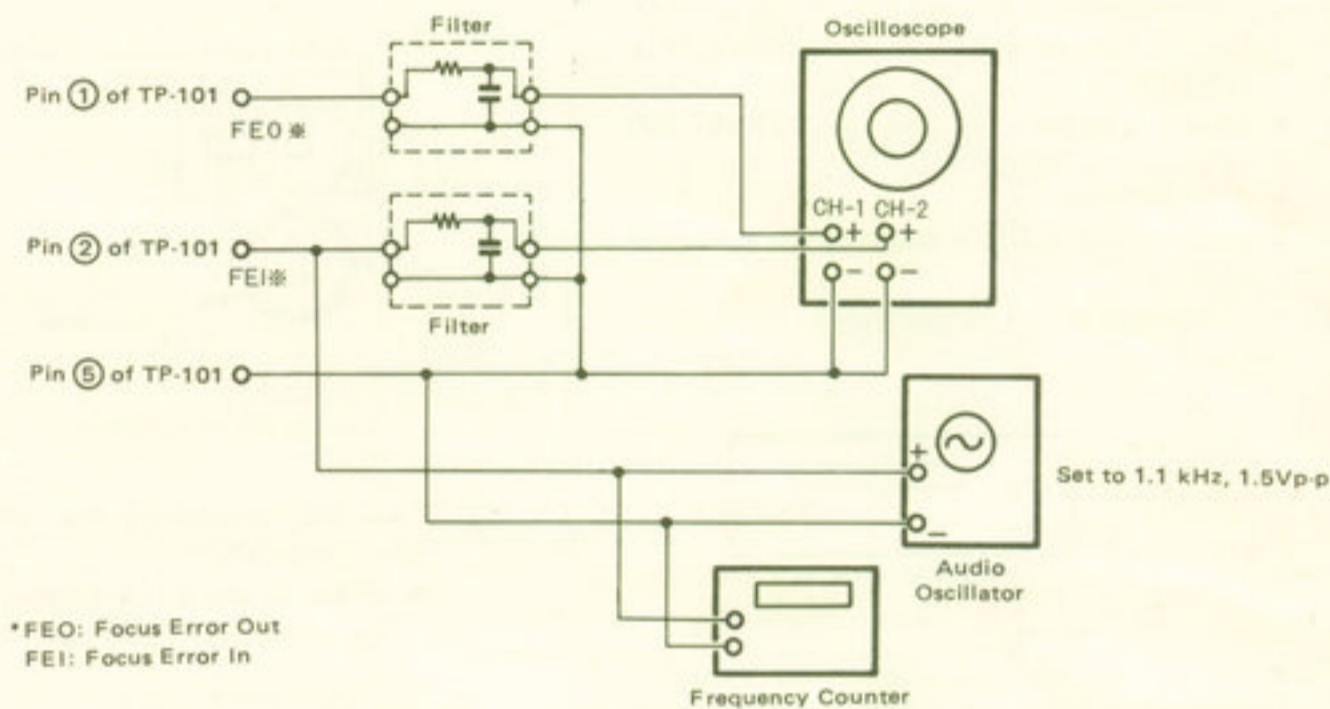 Filter
Oscilloscope
Pin ① of TP-101
FEO※
CH-1 CH-2
+ +
Pin ② of TP-101
FEI※
- -
Filter
Pin ⑤ of TP-101
+
Set to 1.1 kHz, 1.5Vp-p
-
Audio
Oscillator
*FEO: Focus Error Out
FEI: Focus Error In
Frequency Counter